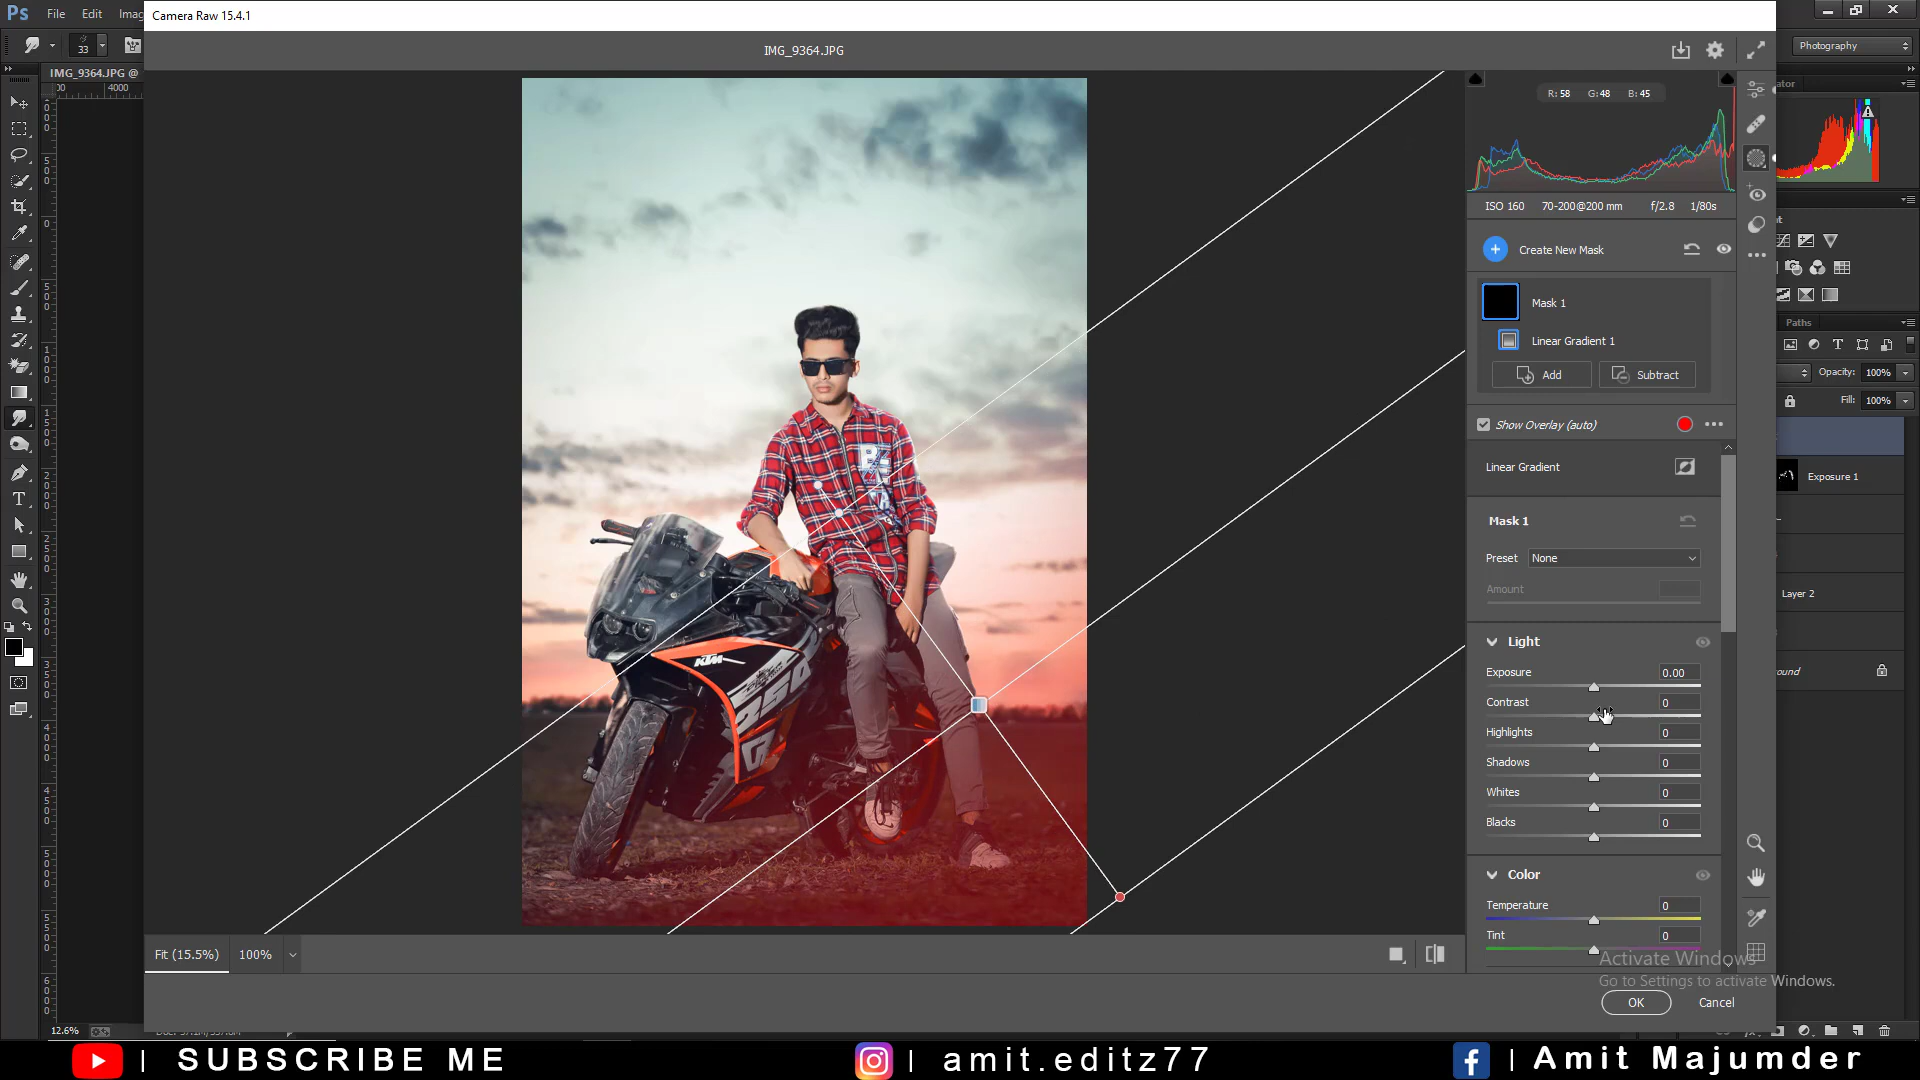 Ps File Edit Imag
Camera Raw 15.4.1
IMG_9364.JPG
33
Photography
IMG_9364.JPG @
4000
R: 58 G: 48 B: 45
ISO 160 70-200@200 mm f/2.8 1/80s
Create New Mask
Mask 1
Linear Gradient 1
Add Subtract
Show Overlay (auto)
Linear Gradient
Mask 1
Preset None
Amount
Light
Exposure 0.00
Contrast 0
Highlights 0
Shadows 0
Whites 0
Blacks 0
Color
Temperature 0
Tint 0
Paths
Opacity: 100%
Fill: 100%
Exposure 1
Layer 2
KTM
250
Fit (15.5%) 100%
Activate Windows
Go to Settings to activate Windows.
OK Cancel
12.6%
SUBSCRIBE ME | amit.editz77 | Amit Majumder